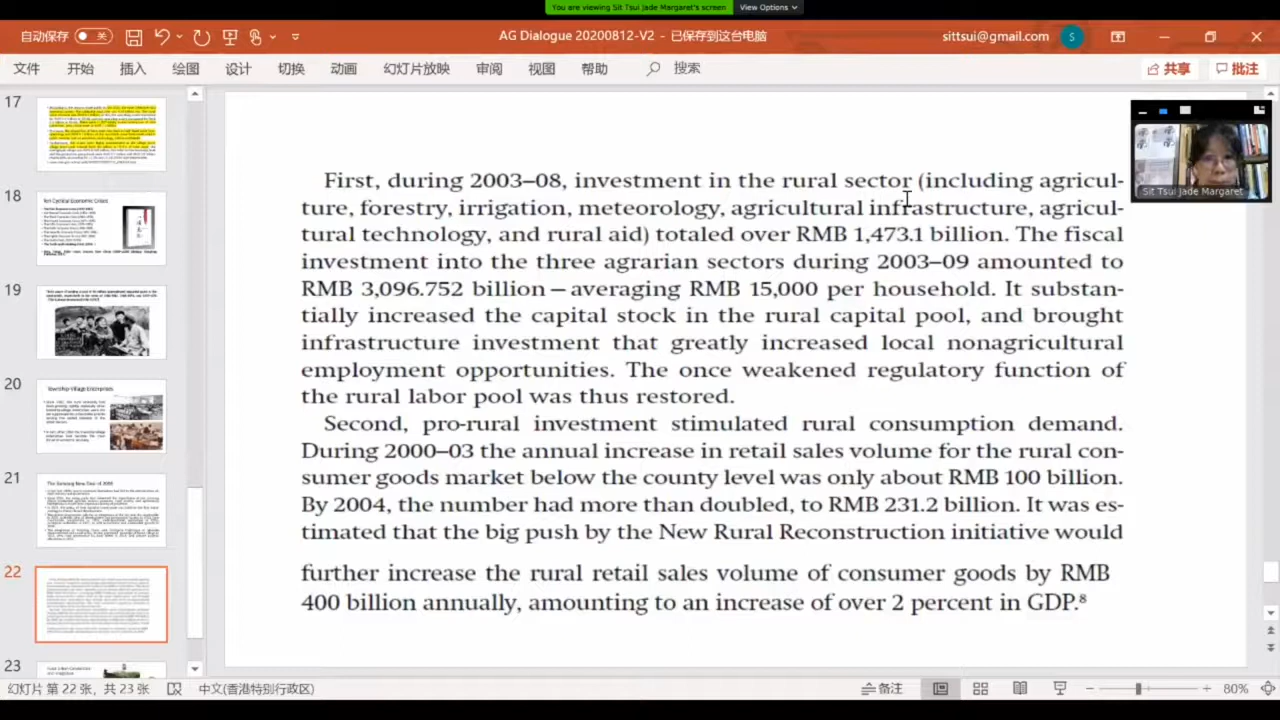 You are viewing Sit Tsui Jade Margaret's screen View Options
自动保存 关 AG Dialogue 20200812-V2 - 已保存到这台电脑 sittsui@gmail.com S
文件 开始 插入 绘图 设计 切换 动画 幻灯片放映 审阅 视图 帮助 搜索 共享 批注
17
18
Ten Cyclical Economic Crises
19
20
Township-Village Enterprises
21
22
23
First, during 2003–08, investment in the rural sector (including agricul-
ture, forestry, irrigation, meteorology, agricultural infrastructure, agricul-
tural technology, and rural aid) totaled over RMB 1,473.1 billion. The fiscal
investment into the three agrarian sectors during 2003–09 amounted to
RMB 3,096.752 billion—averaging RMB 15,000 per household. It substan-
tially increased the capital stock in the rural capital pool, and brought
infrastructure investment that greatly increased local nonagricultural
employment opportunities. The once weakened regulatory function of
the rural labor pool was thus restored.
Second, pro-rural investment stimulated rural consumption demand.
During 2000–03 the annual increase in retail sales volume for the rural con-
sumer goods market below the county level was only about RMB 100 billion.
By 2004, the number had more than doubled, to RMB 231.2 billion. It was es-
timated that the big push by the New Rural Reconstruction initiative would
further increase the rural retail sales volume of consumer goods by RMB
400 billion annually, amounting to an increase of over 2 percent in GDP.⁸
Sit Tsui Jade Margaret
幻灯片 第 22 张，共 23 张 中文(香港特别行政区) 备注 80%